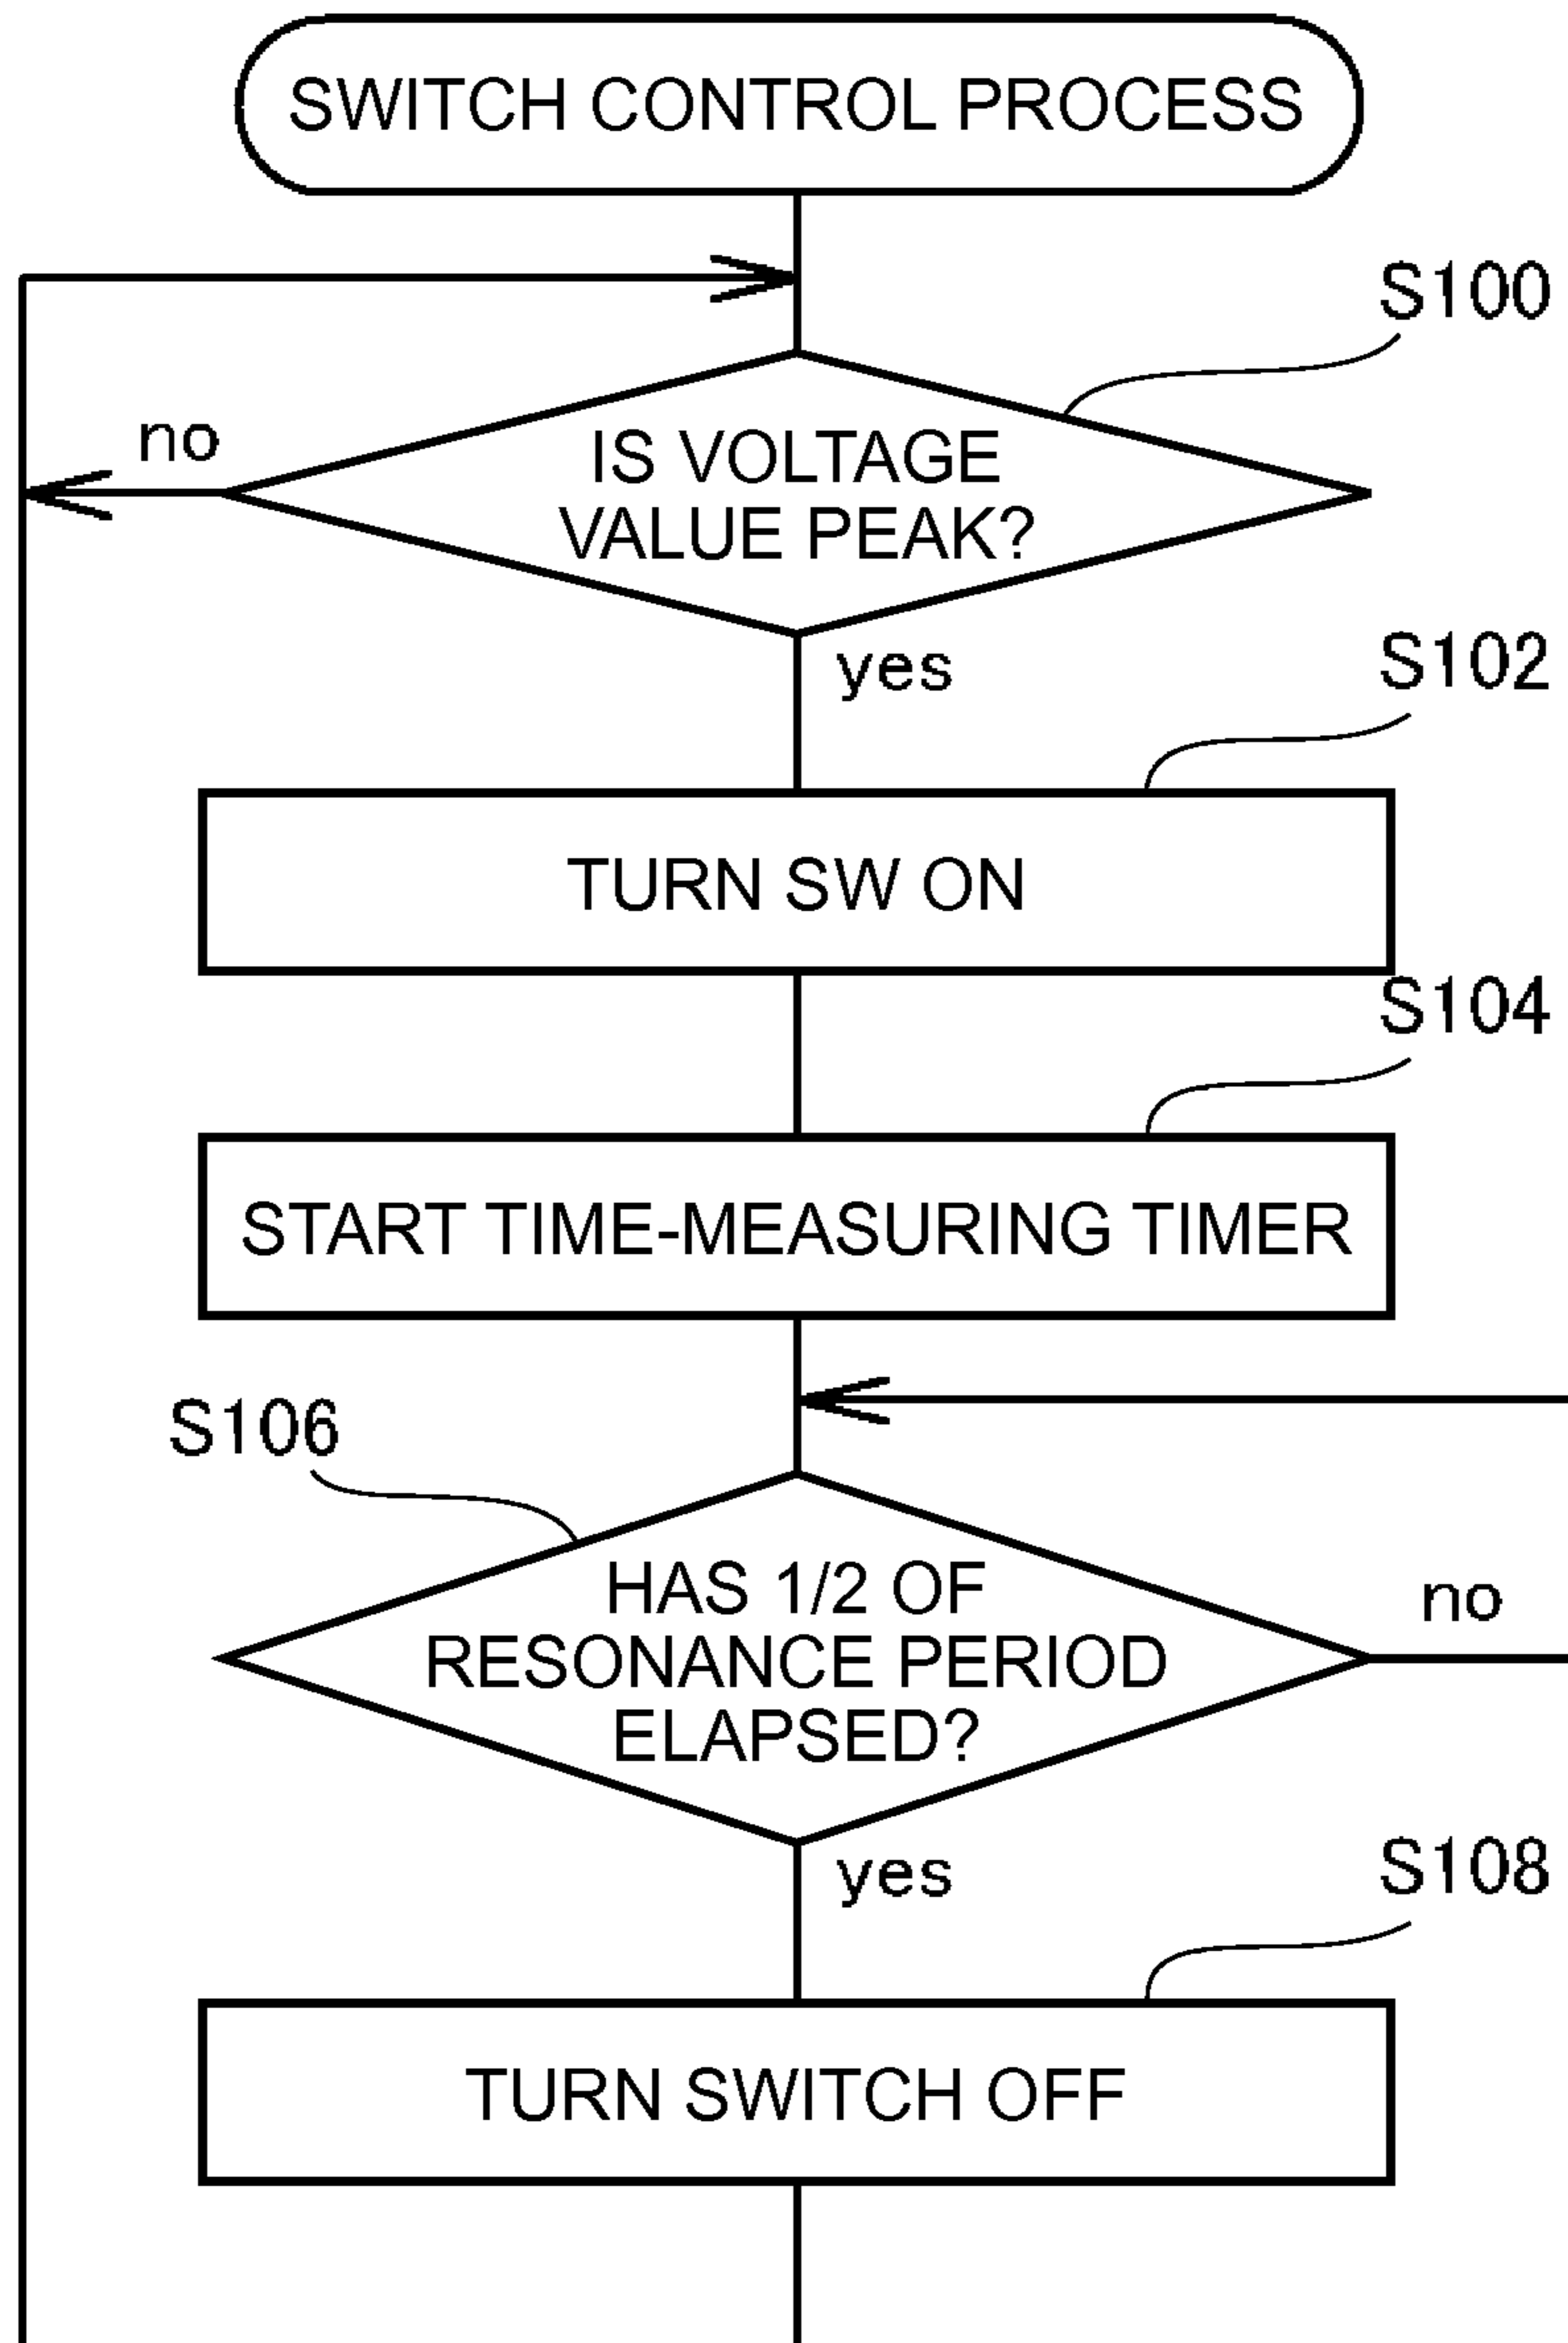 SWITCH CONTROL PROCESS
S100
no
IS VOLTAGE
VALUE PEAK?
yes
S102
TURN SW ON
S104
START TIME-MEASURING TIMER
S106
HAS 1/2 OF
RESONANCE PERIOD
ELAPSED?
no
yes
S108
TURN SWITCH OFF